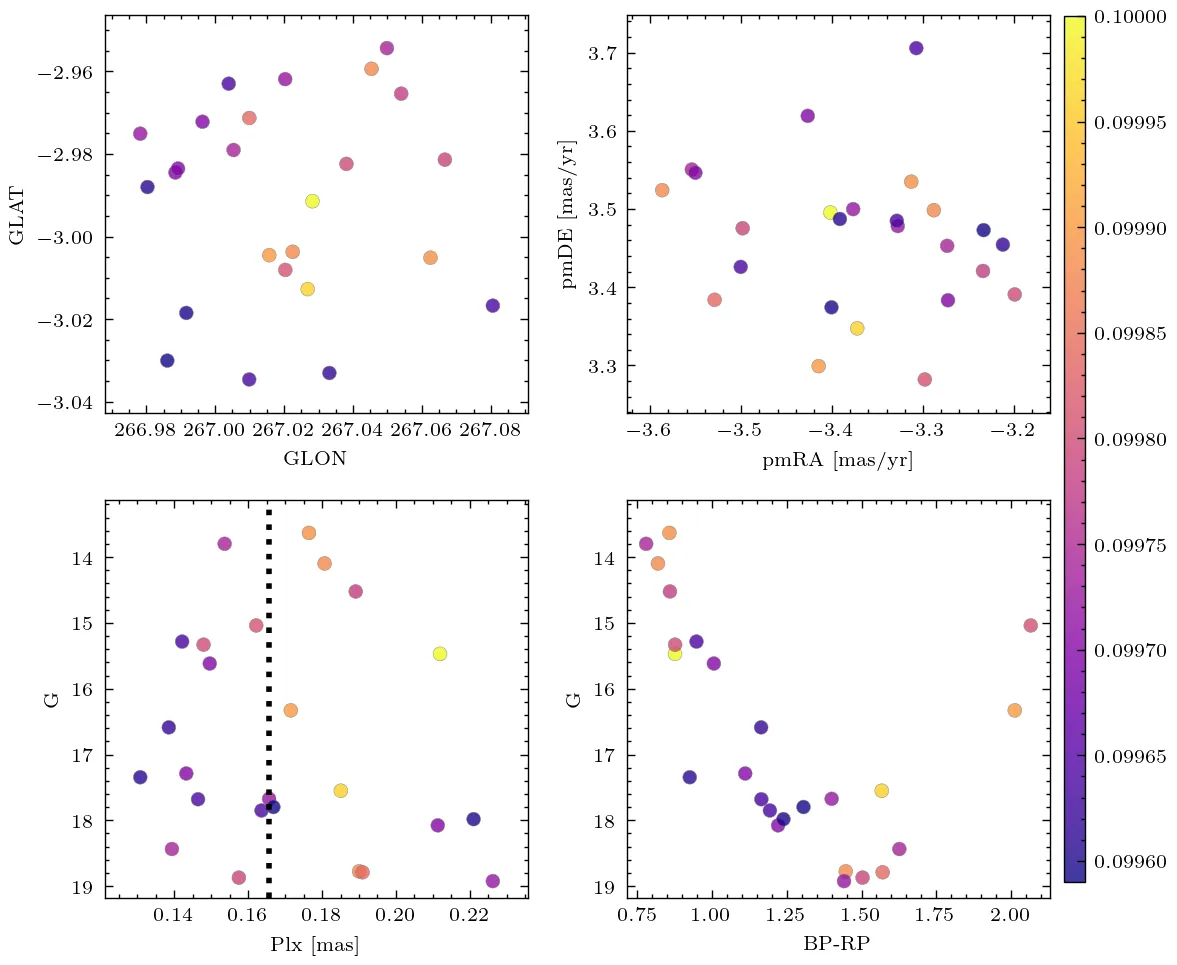 −2.96
−2.98
−3.00
−3.02
−3.04
GLAT
266.98 267.00 267.02 267.04 267.06 267.08
GLON
3.7
3.6
3.5
3.4
3.3
pmDE [mas/yr]
−3.6 −3.5 −3.4 −3.3 −3.2
pmRA [mas/yr]
14
15
16
17
18
19
G
0.14 0.16 0.18 0.20 0.22
Plx [mas]
14
15
16
17
18
19
G
0.75 1.00 1.25 1.50 1.75 2.00
BP-RP
0.10000
0.09995
0.09990
0.09985
0.09980
0.09975
0.09970
0.09965
0.09960